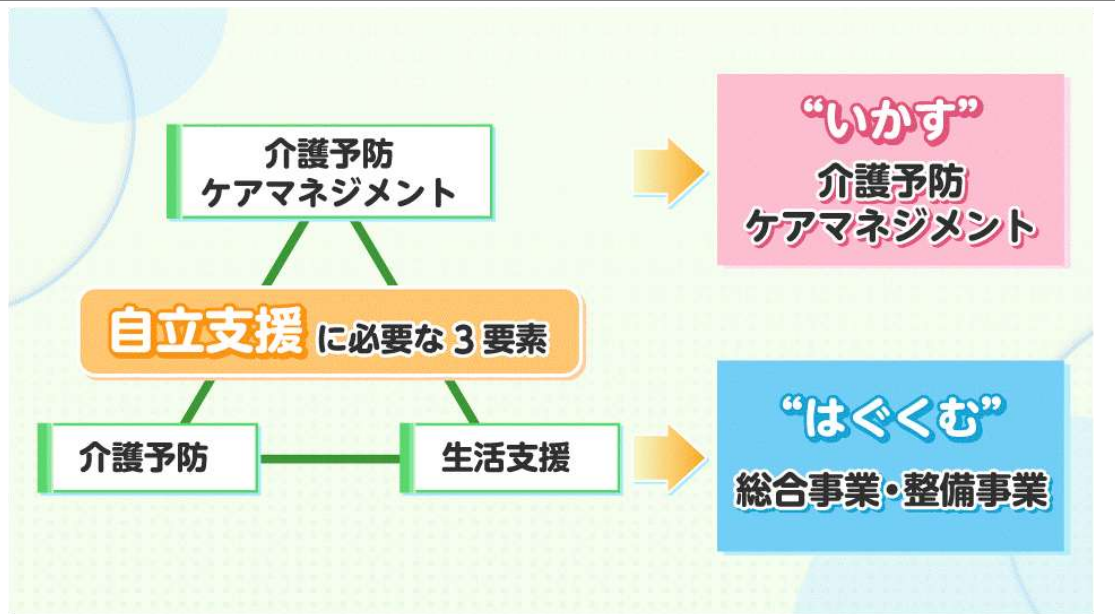 介護予防
ケアマネジメント
自立支援に必要な3要素
介護予防
生活支援
“いかす”
介護予防
ケアマネジメント
“はぐくむ”
総合事業・整備事業